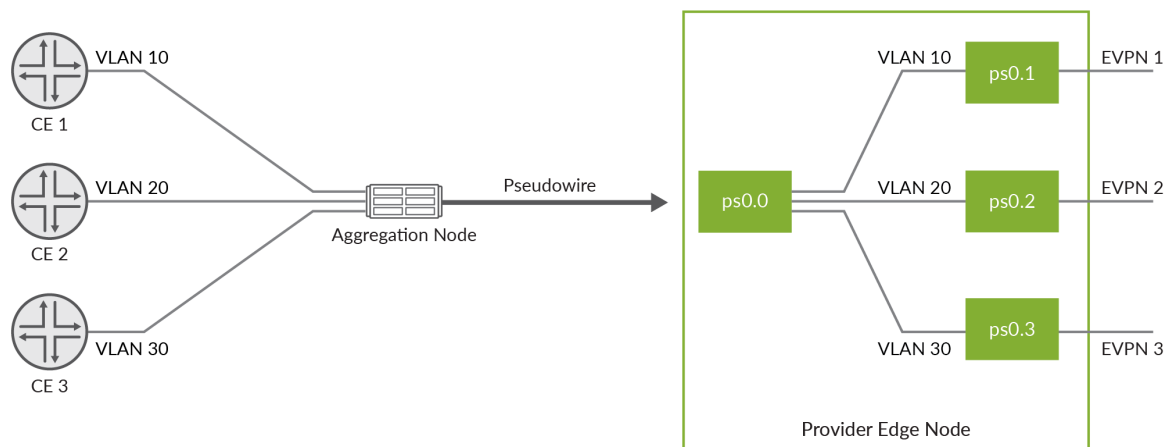 VLAN 10
CE 1
VLAN 20
CE 2
VLAN 30
CE 3
Aggregation Node
Pseudowire
ps0.0
VLAN 10
ps0.1
EVPN 1
VLAN 20
ps0.2
EVPN 2
VLAN 30
ps0.3
EVPN 3
Provider Edge Node